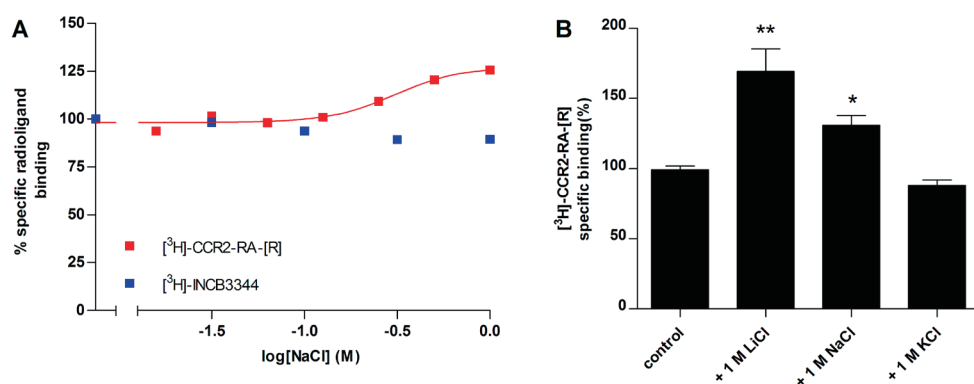 A
% specific radioligand
binding
150
125
100
75
50
25
0
-1.5
-1.0
-0.5
0.0
log[NaCl] (M)
[³H]-CCR2-RA-[R]
[³H]-INCB3344
B
[³H]-CCR2-RA-[R]
specific binding(%)
200
150
100
50
0
**
*
control
+ 1 M LiCl
+ 1 M NaCl
+ 1 M KCl